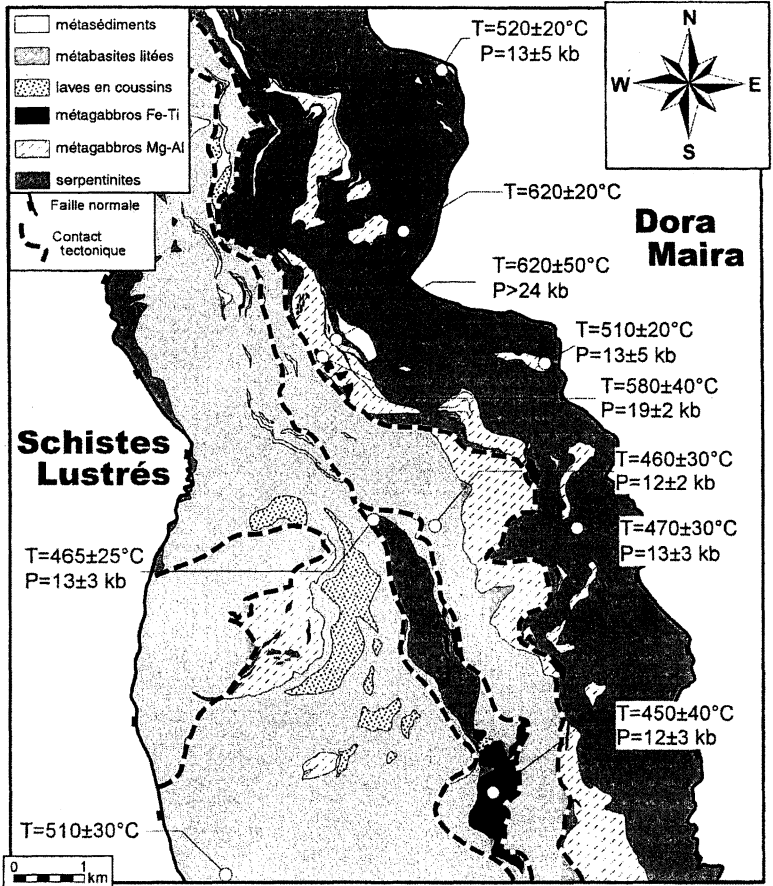 métasédiments
métabasites litées
laves en coussins
métagabbros Fe-Ti
métagabbros Mg-Al
serpentinites
Faille normale
Contact
tectonique
N
W
E
S
T=520±20°C
P=13±5 kb
T=620±20°C
Dora
Maira
T=620±50°C
P>24 kb
T=510±20°C
P=13±5 kb
T=580±40°C
P=19±2 kb
Schistes
Lustrés
T=460±30°C
P=12±2 kb
T=470±30°C
P=13±3 kb
T=465±25°C
P=13±3 kb
T=450±40°C
P=12±3 kb
T=510±30°C
0 1
km